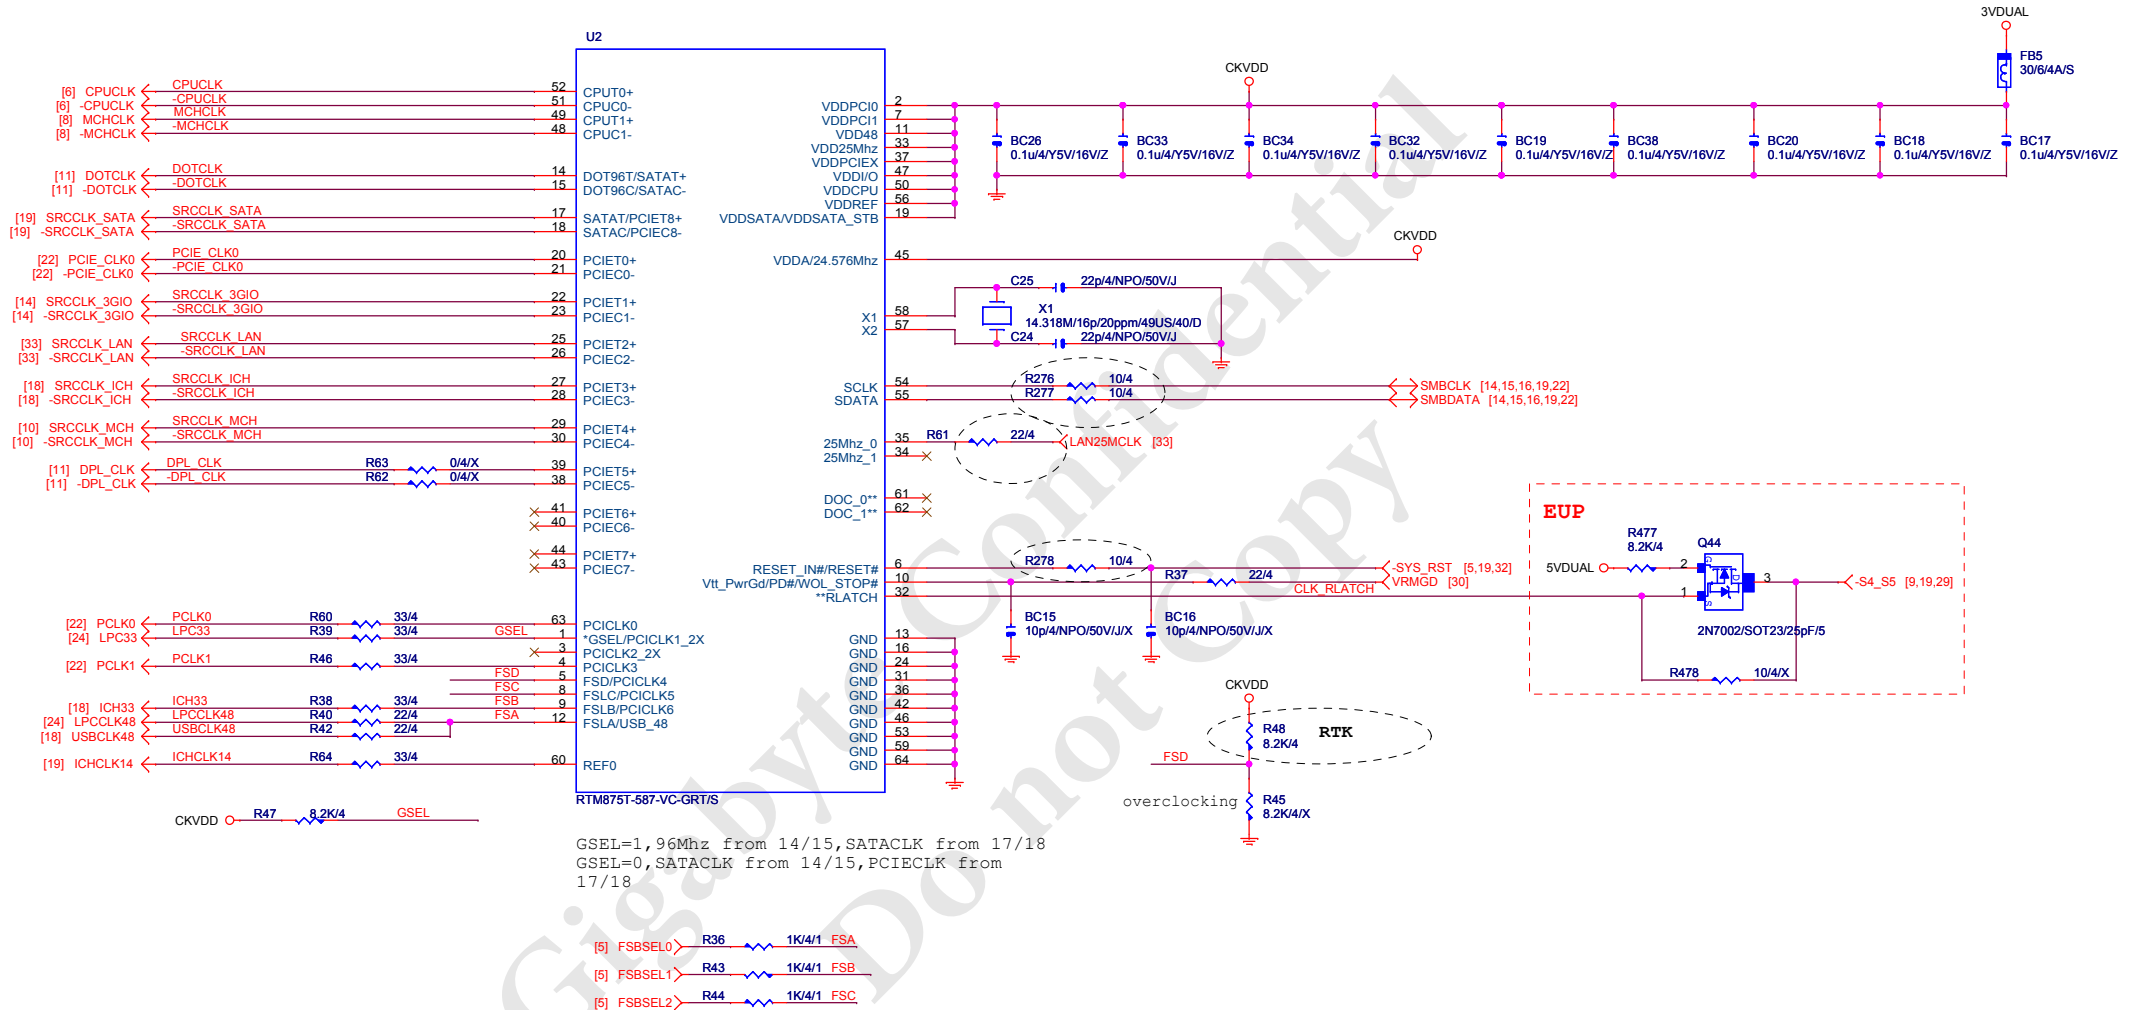 3VDUAL
U2
FB5
30/6/4A/S
CKVDD
[6] CPUCLK CPUCLK 52 CPUT0+
[6] -CPUCLK -CPUCLK 51 CPUC0-
[8] MCHCLK MCHCLK 49 CPUT1+
[8] -MCHCLK -MCHCLK 48 CPUC1-
[11] DOTCLK DOTCLK 14 DOT96T/SATAT+
[11] -DOTCLK -DOTCLK 15 DOT96C/SATAC-
[19] SRCCLK_SATA SRCCLK_SATA 17 SATAT/PCIET8+
[19] -SRCCLK_SATA -SRCCLK_SATA 18 SATAC/PCIEC8-
[22] PCIE_CLK0 PCIE_CLK0 20 PCIET0+
[22] -PCIE_CLK0 -PCIE_CLK0 21 PCIEC0-
[14] SRCCLK_3GIO SRCCLK_3GIO 22 PCIET1+
[14] -SRCCLK_3GIO -SRCCLK_3GIO 23 PCIEC1-
[33] SRCCLK_LAN SRCCLK_LAN 25 PCIET2+
[33] -SRCCLK_LAN -SRCCLK_LAN 26 PCIEC2-
[18] SRCCLK_ICH SRCCLK_ICH 27 PCIET3+
[18] -SRCCLK_ICH -SRCCLK_ICH 28 PCIEC3-
[10] SRCCLK_MCH SRCCLK_MCH 29 PCIET4+
[10] -SRCCLK_MCH -SRCCLK_MCH 30 PCIEC4-
[11] DPL_CLK DPL_CLK R63 0/4/X 39 PCIET5+
[11] -DPL_CLK -DPL_CLK R62 0/4/X 38 PCIEC5-
41 PCIET6+
40 PCIEC6-
44 PCIET7+
43 PCIEC7-
[22] PCLK0 PCLK0 R60 33/4 63 PCICLK0
[24] LPC33 LPC33 R39 33/4 GSEL 1 *GSEL/PCICLK1_2X
3 PCICLK2_2X
[22] PCLK1 PCLK1 R46 33/4 4 PCICLK3
FSD 5 FSD/PCICLK4
FSC 8 FSLC/PCICLK5
[18] ICH33 ICH33 R38 33/4 FSB 9 FSLB/PCICLK6
[24] LPCCLK48 LPCCLK48 R40 22/4 FSA 12 FSLA/USB_48
[18] USBCLK48 USBCLK48 R42 22/4
[19] ICHCLK14 ICHCLK14 R64 33/4 60 REF0
VDDPCI0 2
VDDPCI1 7
VDD48 11
VDD25Mhz 33
VDDPCIEX 37
VDDI/O 47
VDDCPU 50
VDDREF 56
VDDSATA/VDDSATA_STB 19
BC26 BC33 BC34 BC32 BC19 BC38 BC20 BC18 BC17
0.1u/4/Y5V/16V/Z 0.1u/4/Y5V/16V/Z 0.1u/4/Y5V/16V/Z 0.1u/4/Y5V/16V/Z 0.1u/4/Y5V/16V/Z 0.1u/4/Y5V/16V/Z 0.1u/4/Y5V/16V/Z 0.1u/4/Y5V/16V/Z 0.1u/4/Y5V/16V/Z
CKVDD
VDDA/24.576Mhz 45
C25 22p/4/NPO/50V/J
X1 58
X2 57
X1
14.318M/16p/20ppm/49US/40/D
C24 22p/4/NPO/50V/J
SCLK 54 R276 10/4 SMBCLK [14,15,16,19,22]
SDATA 55 R277 10/4 SMBDATA [14,15,16,19,22]
25Mhz_0 35 R61 22/4 LAN25MCLK [33]
25Mhz_1 34
DOC_0** 61
DOC_1** 62
RESET_IN#/RESET# 6 R278 10/4 -SYS_RST [5,19,32]
Vtt_PwrGd/PD#/WOL_STOP# 10 R37 22/4 VRMGD [30]
**RLATCH 32 CLK_RLATCH
BC15
10p/4/NPO/50V/J/X
BC16
10p/4/NPO/50V/J/X
GND 13
GND 16
GND 24
GND 31
GND 36
GND 42
GND 46
GND 53
GND 59
GND 64
EUP
R477
8.2K/4
Q44
5VDUAL 2 G D S 3 -S4_S5 [9,19,29]
1
2N7002/SOT23/25pF/5
R478 10/4/X
CKVDD
R48
8.2K/4
RTK
FSD
overclocking
R45
8.2K/4/X
RTM875T-587-VC-GRT/S
CKVDD R47 8.2K/4 GSEL
GSEL=1,96Mhz from 14/15,SATACLK from 17/18
GSEL=0,SATACLK from 14/15,PCIECLK from
17/18
[5] FSBSEL0 R36 1K/4/1 FSA
[5] FSBSEL1 R43 1K/4/1 FSB
[5] FSBSEL2 R44 1K/4/1 FSC
Gigabyte Confidential
Do not Copy